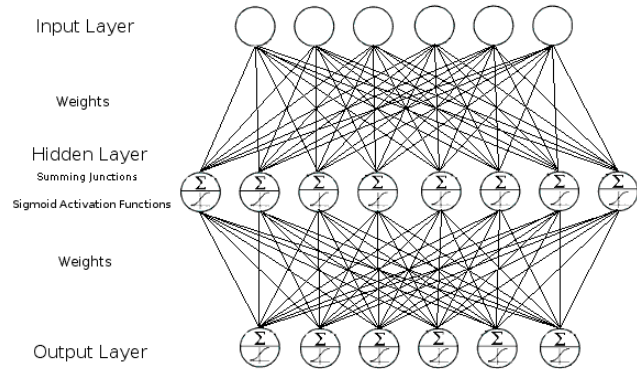 Input Layer
Weights
Hidden Layer
Summing Junctions
Σ Σ Σ Σ Σ Σ Σ Σ
Sigmoid Activation Functions
Weights
Σ Σ Σ Σ Σ Σ
Output Layer